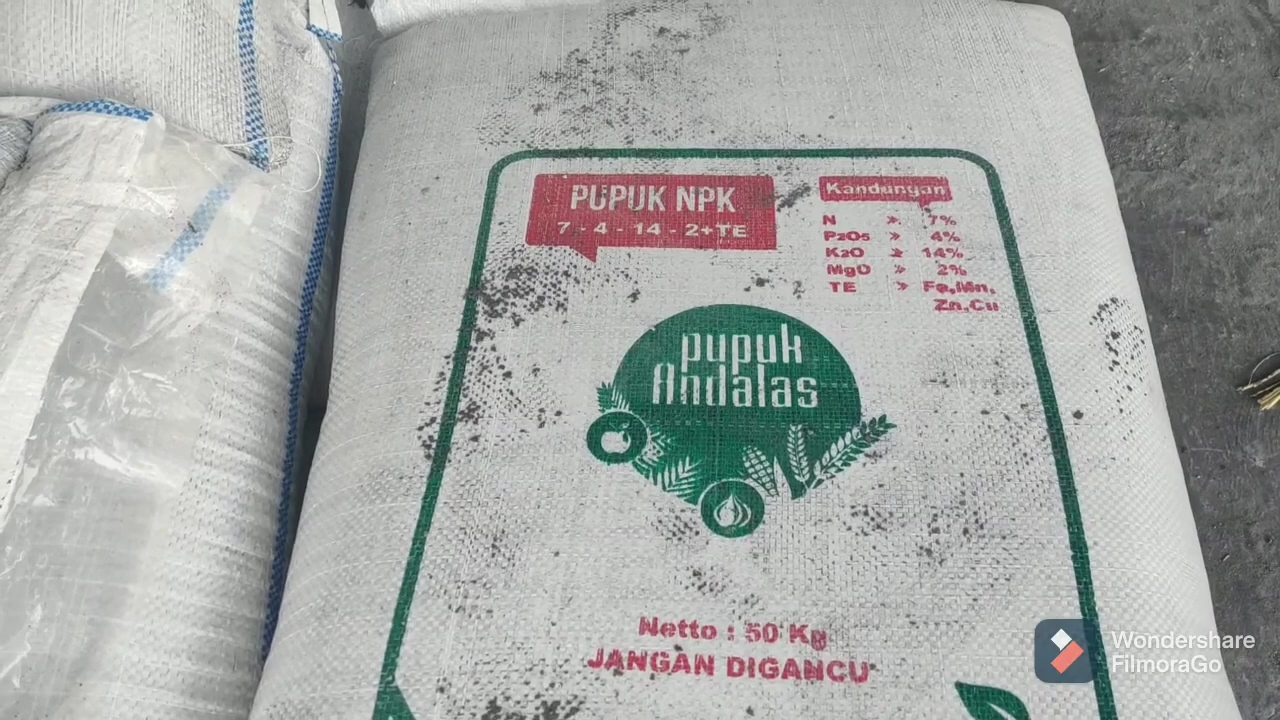 PUPUK NPK
7 - 4 - 14 - 2+TE
Kandungan
N » 7%
P2O5 » 4%
K2O » 14%
MgO » 2%
TE » Fe,Mn,
Zn,Cu
pupuk
Andalas
Netto : 50 Kg
JANGAN DIGANCU
Wondershare
FilmoraGo